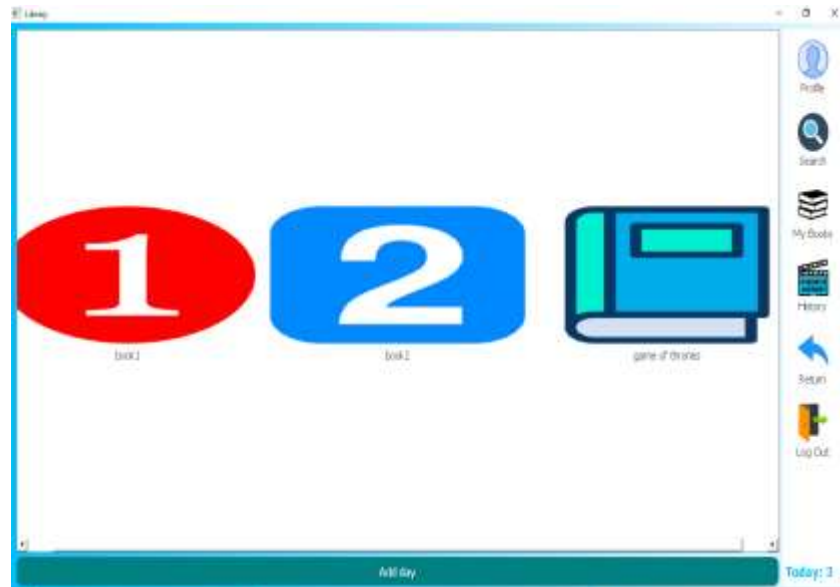 Library
Profile
Search
1
2
My Books
History
book1
book2
game of thrones
Return
Log Out
Add day
Today: 3